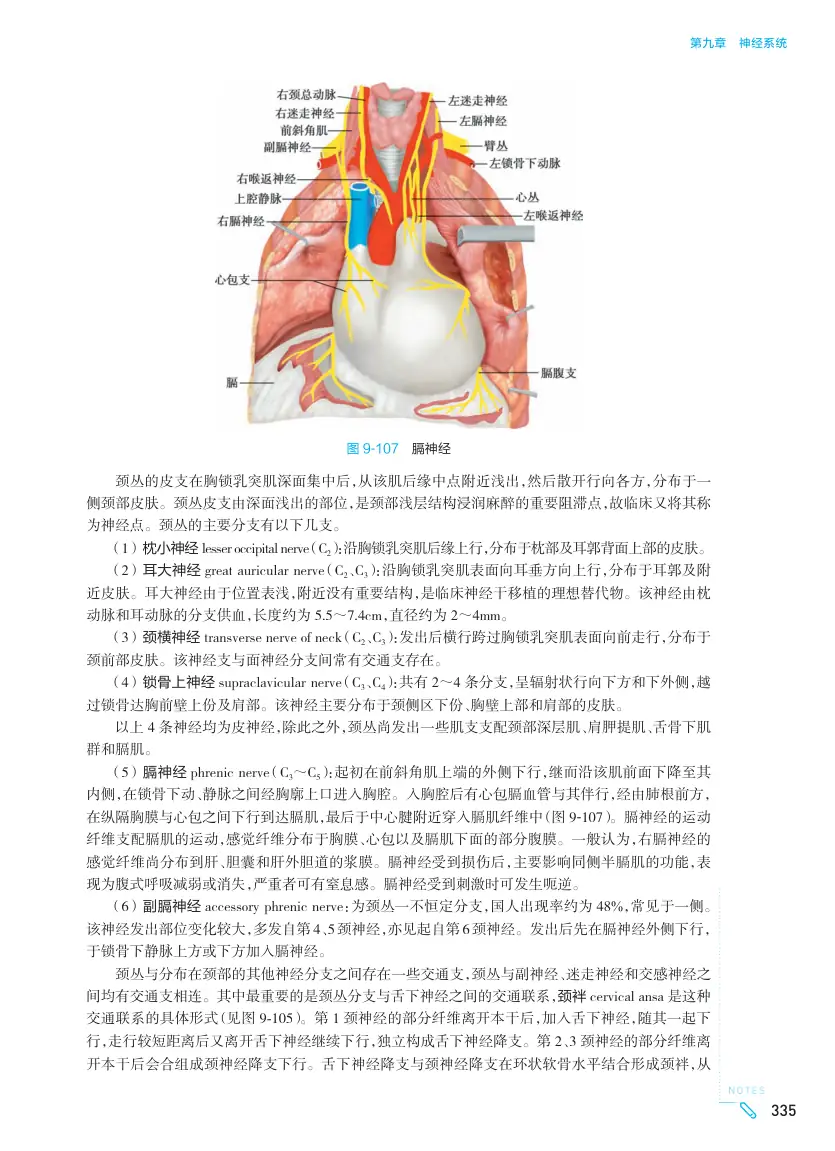 第九章 神经系统
右颈总动脉
右迷走神经
前斜角肌
副膈神经
右喉返神经
上腔静脉
右膈神经
心包支
膈
左迷走神经
左膈神经
臂丛
左锁骨下动脉
心丛
左喉返神经
膈腹支
图 9-107 膈神经
颈丛的皮支在胸锁乳突肌深面集中后,从该肌后缘中点附近浅出,然后散开行向各方,分布于一
侧颈部皮肤。颈丛皮支由深面浅出的部位,是颈部浅层结构浸润麻醉的重要阻滞点,故临床又将其称
为神经点。颈丛的主要分支有以下几支。
(1)枕小神经 lesser occipital nerve(C₂):沿胸锁乳突肌后缘上行,分布于枕部及耳郭背面上部的皮肤。
(2)耳大神经 great auricular nerve(C₂、C₃):沿胸锁乳突肌表面向耳垂方向上行,分布于耳郭及附
近皮肤。耳大神经由于位置表浅,附近没有重要结构,是临床神经干移植的理想替代物。该神经由枕
动脉和耳动脉的分支供血,长度约为 5.5～7.4cm,直径约为 2～4mm。
(3)颈横神经 transverse nerve of neck(C₂、C₃):发出后横行跨过胸锁乳突肌表面向前走行,分布于
颈前部皮肤。该神经支与面神经分支间常有交通支存在。
(4)锁骨上神经 supraclavicular nerve(C₃、C₄):共有 2～4 条分支,呈辐射状行向下方和下外侧,越
过锁骨达胸前壁上份及肩部。该神经主要分布于颈侧区下份、胸壁上部和肩部的皮肤。
以上 4 条神经均为皮神经,除此之外,颈丛尚发出一些肌支支配颈部深层肌、肩胛提肌、舌骨下肌
群和膈肌。
(5)膈神经 phrenic nerve(C₃～C₅):起初在前斜角肌上端的外侧下行,继而沿该肌前面下降至其
内侧,在锁骨下动、静脉之间经胸廓上口进入胸腔。入胸腔后有心包膈血管与其伴行,经由肺根前方,
在纵隔胸膜与心包之间下行到达膈肌,最后于中心腱附近穿入膈肌纤维中(图 9-107)。膈神经的运动
纤维支配膈肌的运动,感觉纤维分布于胸膜、心包以及膈肌下面的部分腹膜。一般认为,右膈神经的
感觉纤维尚分布到肝、胆囊和肝外胆道的浆膜。膈神经受到损伤后,主要影响同侧半膈肌的功能,表
现为腹式呼吸减弱或消失,严重者可有窒息感。膈神经受到刺激时可发生呃逆。
(6)副膈神经 accessory phrenic nerve:为颈丛一不恒定分支,国人出现率约为 48%,常见于一侧。
该神经发出部位变化较大,多发自第 4、5 颈神经,亦见起自第 6 颈神经。发出后先在膈神经外侧下行,
于锁骨下静脉上方或下方加入膈神经。
颈丛与分布在颈部的其他神经分支之间存在一些交通支,颈丛与副神经、迷走神经和交感神经之
间均有交通支相连。其中最重要的是颈丛分支与舌下神经之间的交通联系,颈袢 cervical ansa 是这种
交通联系的具体形式(见图 9-105)。第 1 颈神经的部分纤维离开本干后,加入舌下神经,随其一起下
行,走行较短距离后又离开舌下神经继续下行,独立构成舌下神经降支。第 2、3 颈神经的部分纤维离
开本干后会合组成颈神经降支下行。舌下神经降支与颈神经降支在环状软骨水平结合形成颈袢,从
NOTES
335